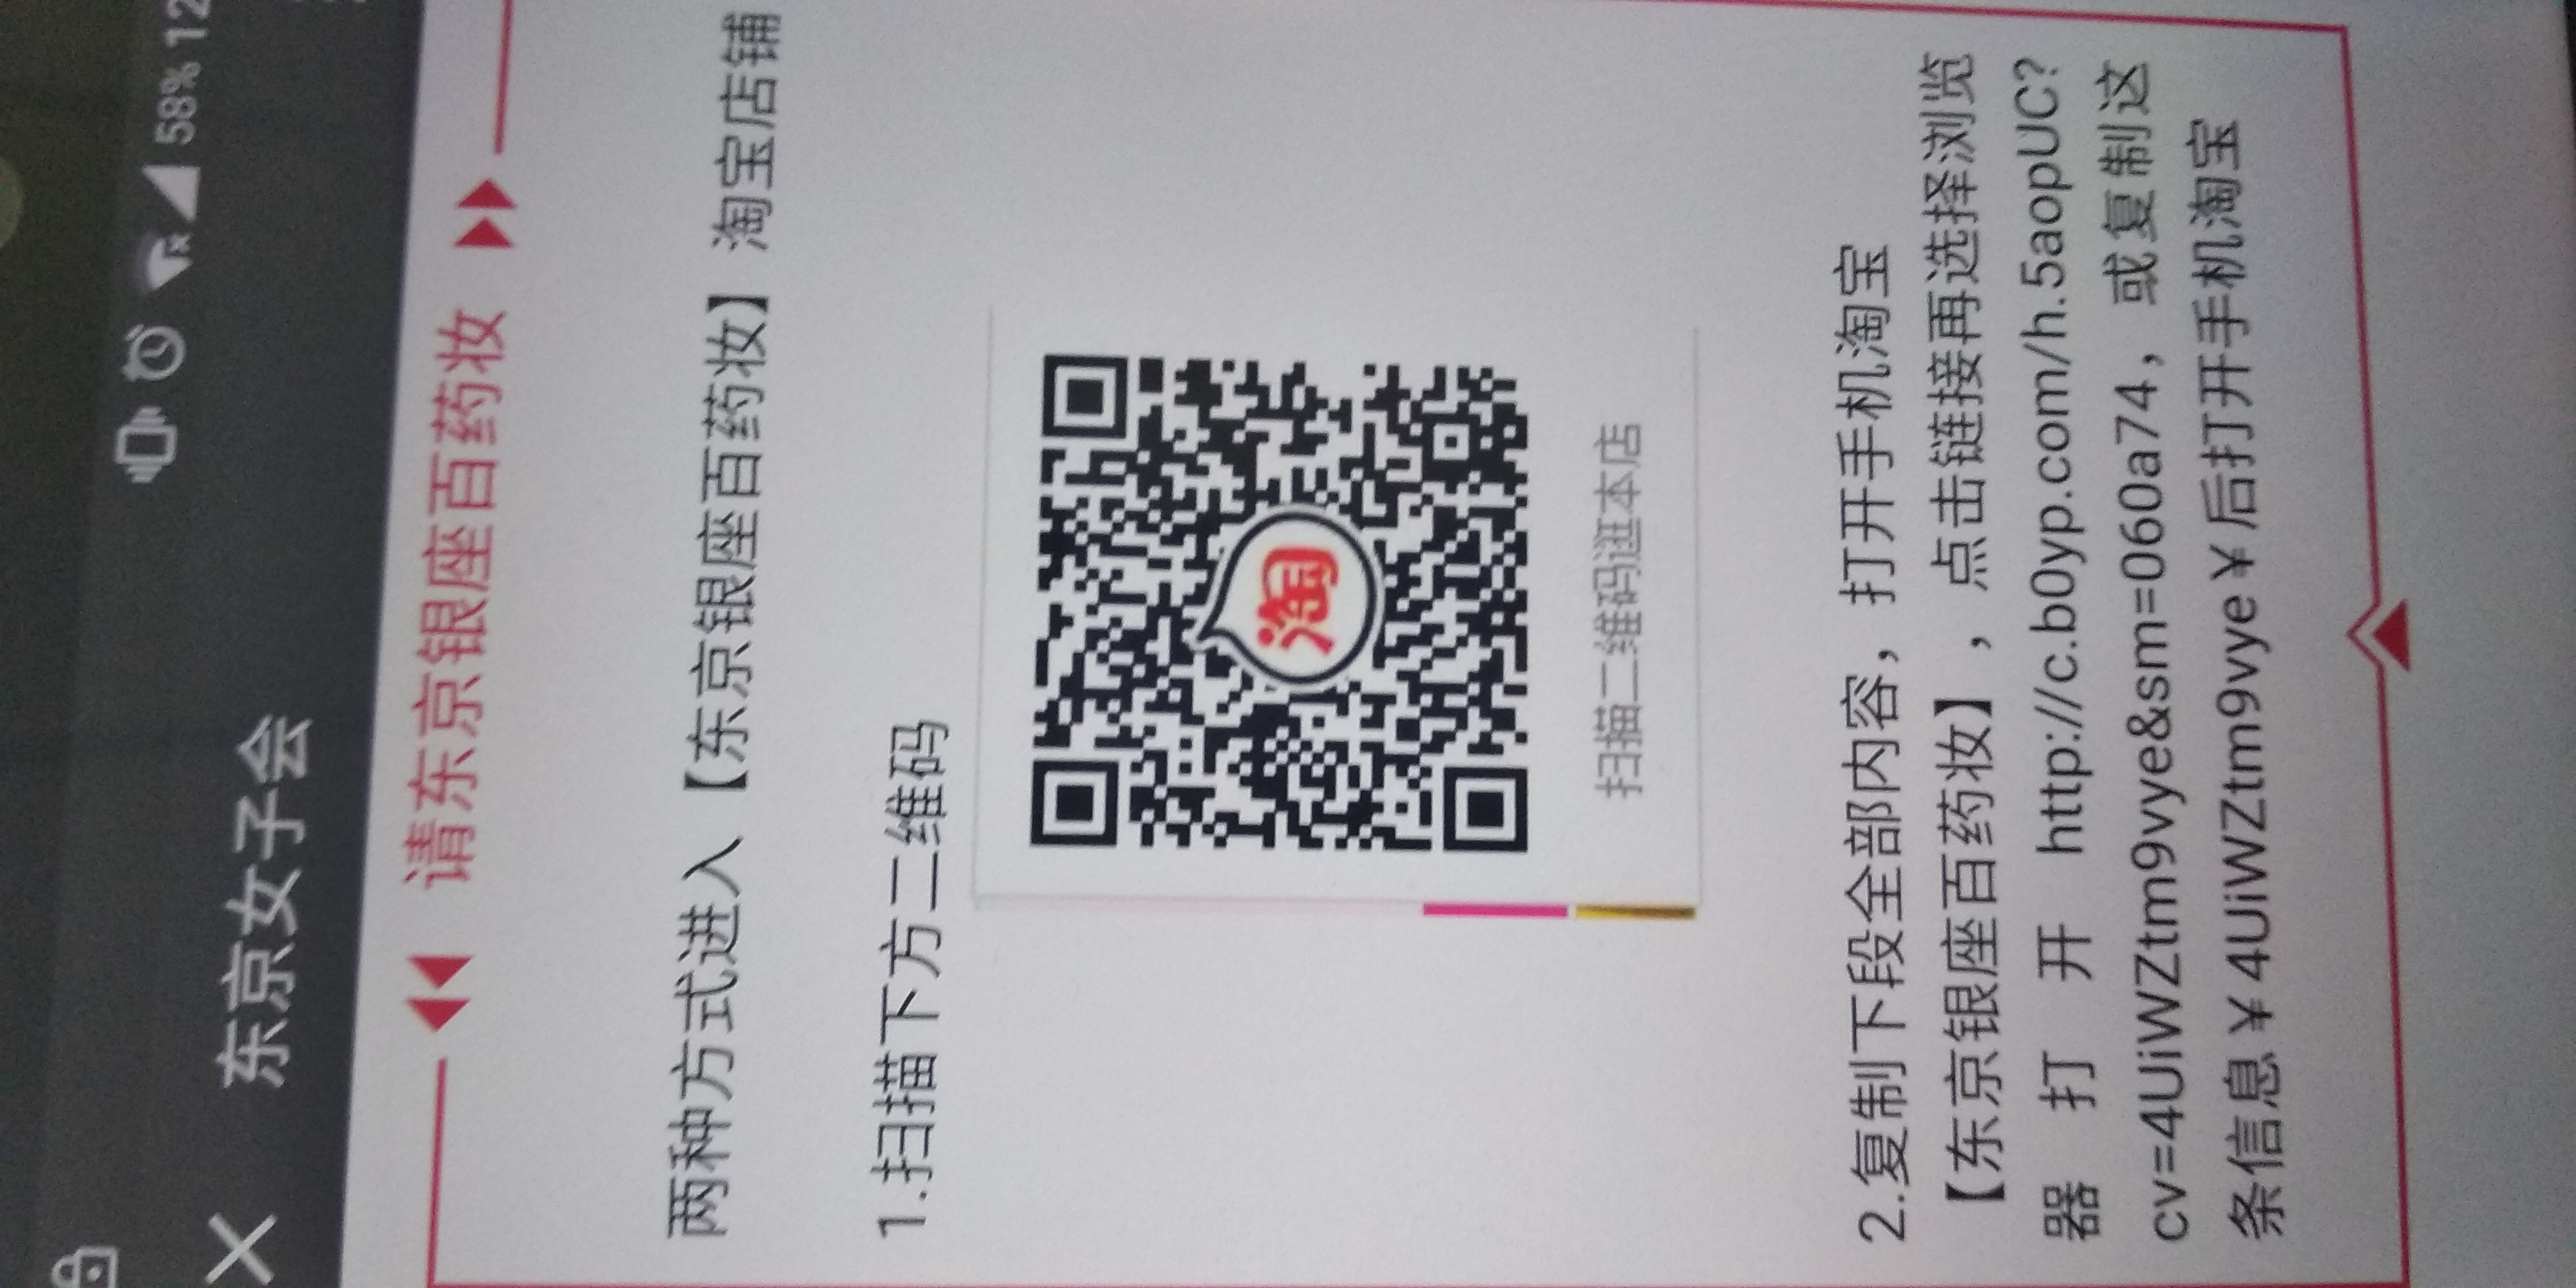 58% 12
东京女子会
请东京银座百药妆
两种方式进入【东京银座百药妆】淘宝店铺
1.扫描下方二维码
淘
扫描二维码逛本店
2.复制下段全部内容，打开手机淘宝
【东京银座百药妆】，点击链接再选择浏览
器打开http://c.b0yp.com/h.5aopUC?
cv=4UiWZtm9vye&sm=060a74，或复制这
条信息￥4UiWZtm9vye￥后打开手机淘宝